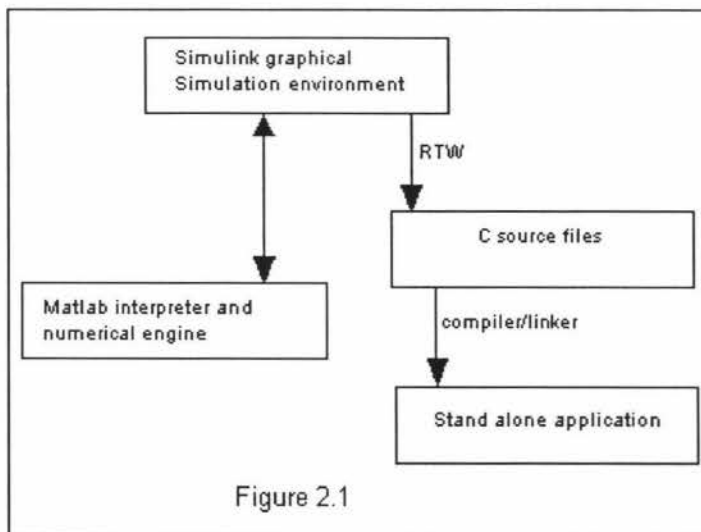 Simulink graphical
Simulation environment
RTW
C source files
Matlab interpreter and
numerical engine
compiler/linker
Stand alone application
Figure 2.1